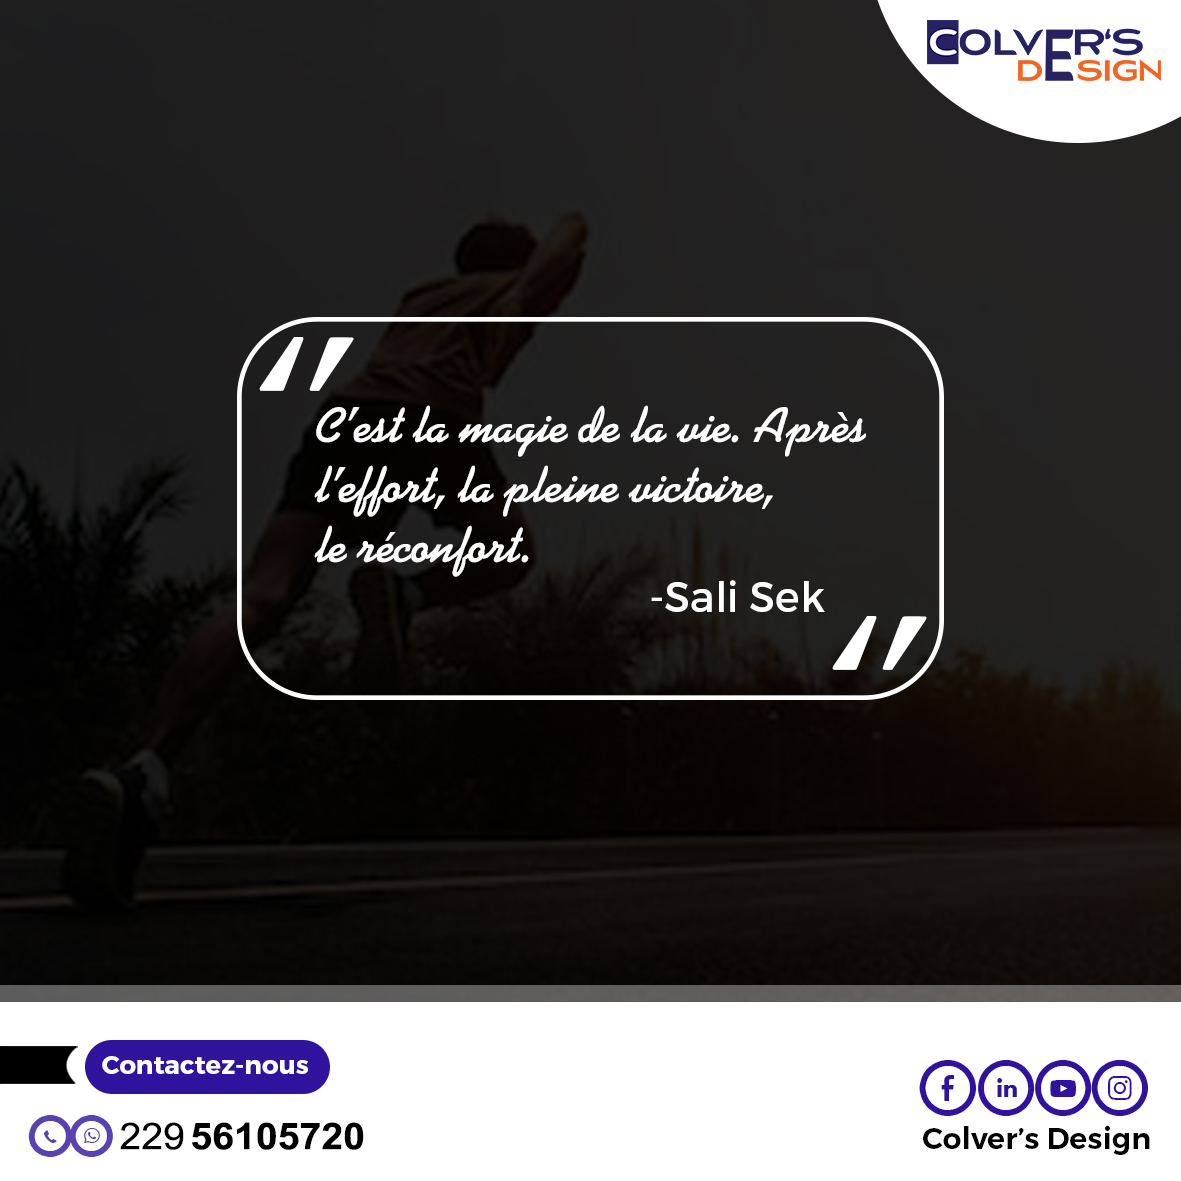 COLVER'S
DESIGN
"
C'est la magie de la vie. Après
l'effort, la pleine victoire,
le réconfort.
-Sali Sek
"
Contactez-nous
229 56105720
Colver's Design